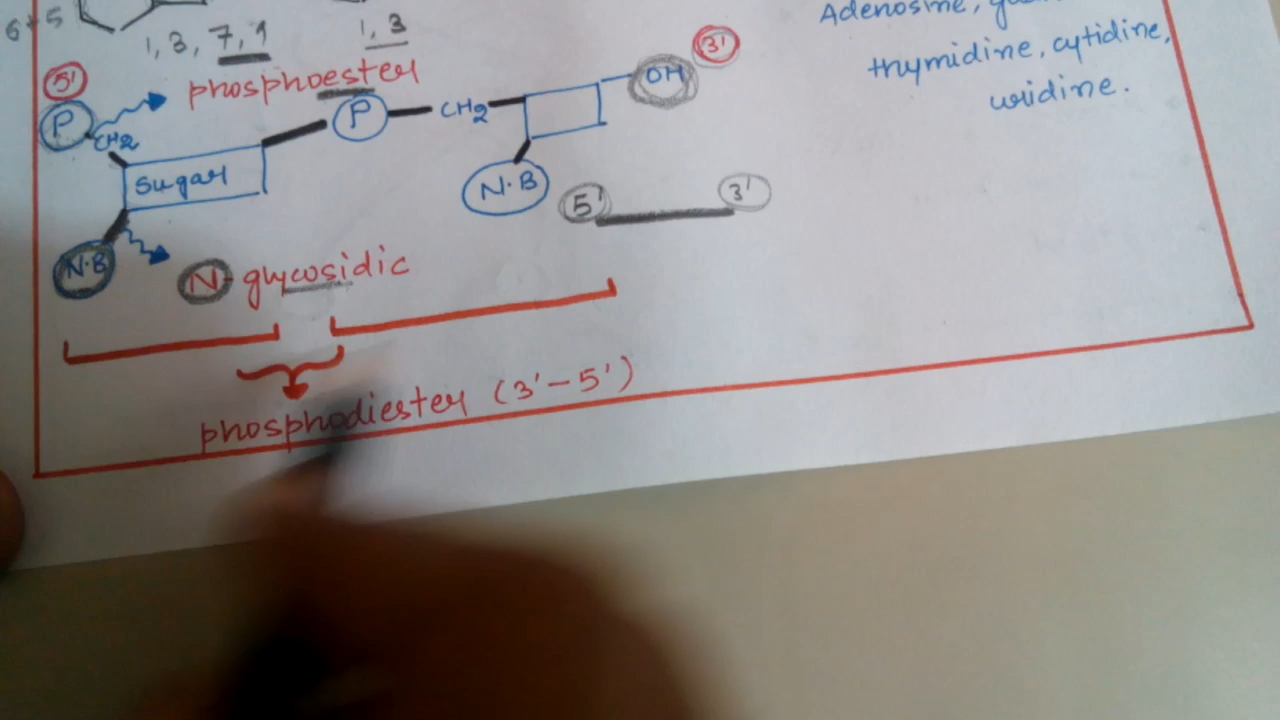 6+5
1, 3, 7, 9
1, 3
Adenosine,
thymidine, cytidine,
uridine.
5'
phosphoester
3'
P
CH2
P
CH2
OH
Sugar
N.B
5'
3'
N.B
N-glycosidic
phosphodiester (3'-5')